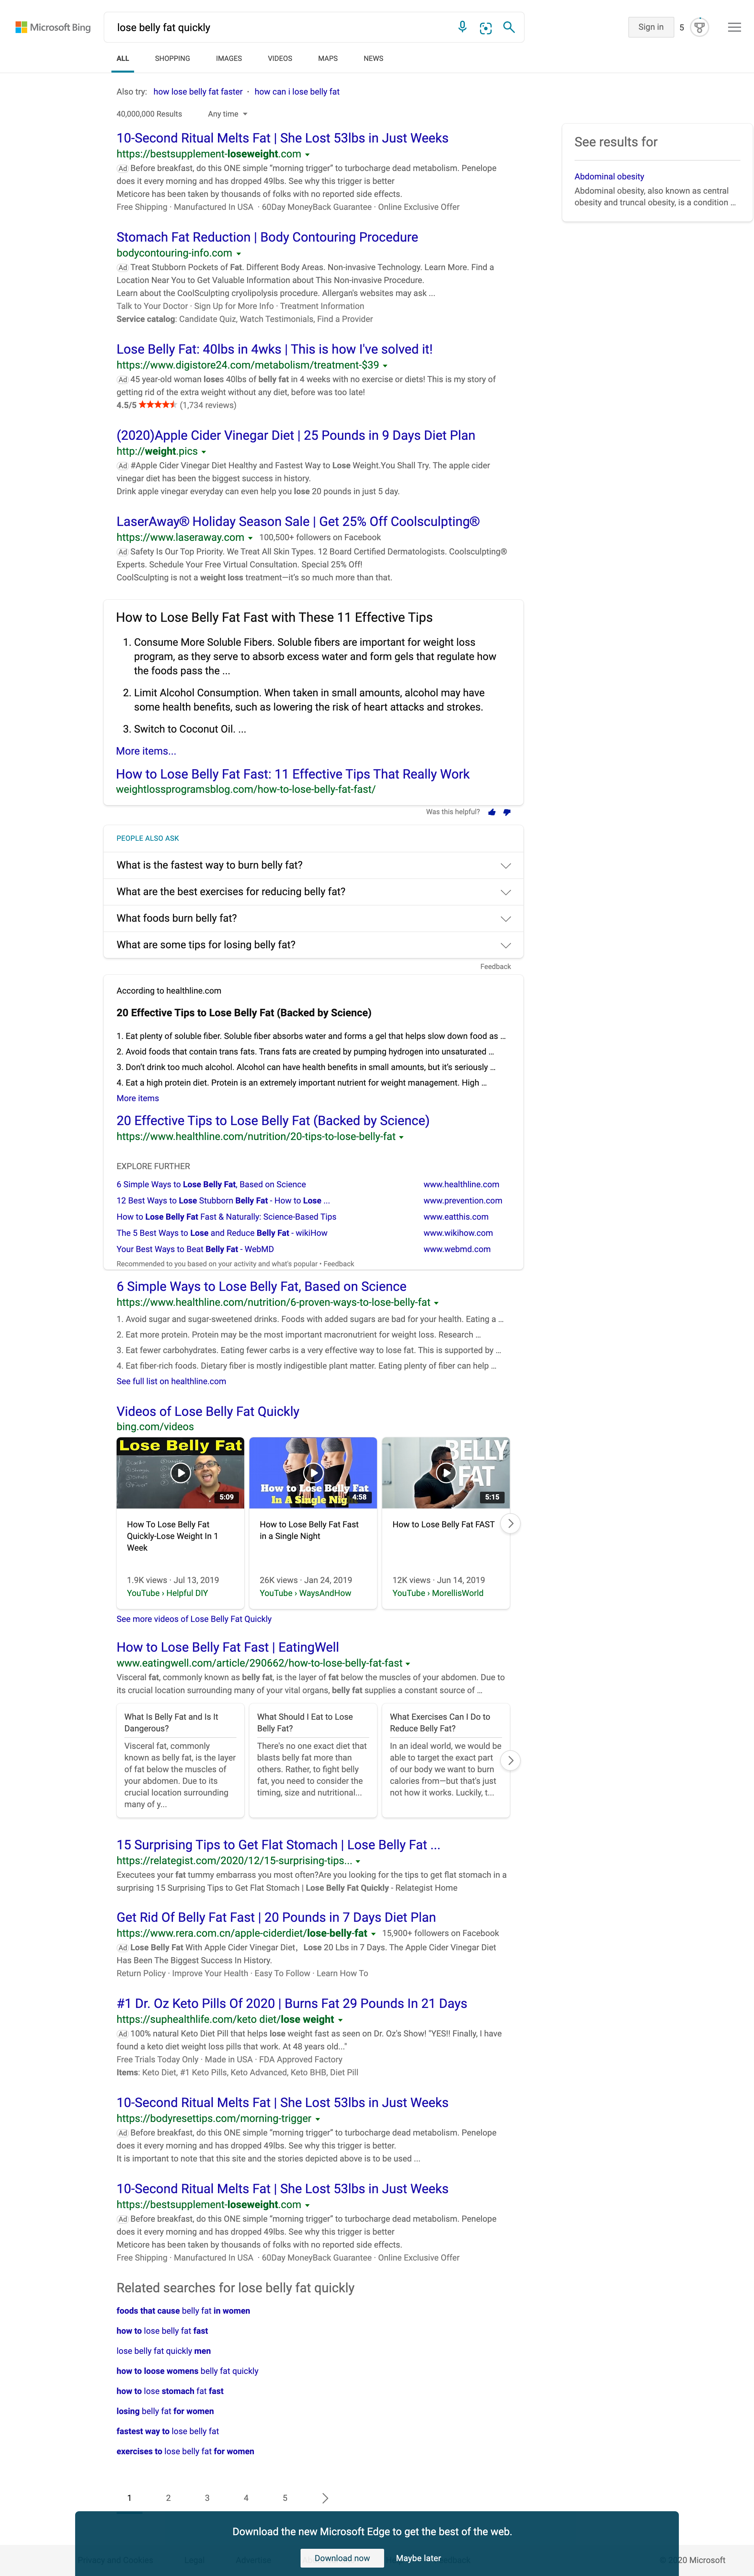 Microsoft Bing
lose belly fat quickly
Sign in
5
ALL SHOPPING IMAGES VIDEOS MAPS NEWS
Also try: how lose belly fat faster · how can i lose belly fat
40,000,000 Results Any time
10-Second Ritual Melts Fat | She Lost 53lbs in Just Weeks
https://bestsupplement-loseweight.com
Ad Before breakfast, do this ONE simple “morning trigger” to turbocharge dead metabolism. Penelope
does it every morning and has dropped 49lbs. See why this trigger is better
Meticore has been taken by thousands of folks with no reported side effects.
Free Shipping · Manufactured In USA · 60Day MoneyBack Guarantee · Online Exclusive Offer
See results for
Abdominal obesity
Abdominal obesity, also known as central
obesity and truncal obesity, is a condition ...
Stomach Fat Reduction | Body Contouring Procedure
bodycontouring-info.com
Ad Treat Stubborn Pockets of Fat. Different Body Areas. Non-invasive Technology. Learn More. Find a
Location Near You to Get Valuable Information about This Non-invasive Procedure.
Learn about the CoolSculpting cryolipolysis procedure. Allergan's websites may ask ...
Talk to Your Doctor · Sign Up for More Info · Treatment Information
Service catalog: Candidate Quiz, Watch Testimonials, Find a Provider
Lose Belly Fat: 40lbs in 4wks | This is how I've solved it!
https://www.digistore24.com/metabolism/treatment-$39
Ad 45 year-old woman loses 40lbs of belly fat in 4 weeks with no exercise or diets! This is my story of
getting rid of the extra weight without any diet, before was too late!
4.5/5 (1,734 reviews)
(2020)Apple Cider Vinegar Diet | 25 Pounds in 9 Days Diet Plan
http://weight.pics
Ad #Apple Cider Vinegar Diet Healthy and Fastest Way to Lose Weight.You Shall Try. The apple cider
vinegar diet has been the biggest success in history.
Drink apple vinegar everyday can even help you lose 20 pounds in just 5 day.
LaserAway® Holiday Season Sale | Get 25% Off Coolsculpting®
https://www.laseraway.com 100,500+ followers on Facebook
Ad Safety Is Our Top Priority. We Treat All Skin Types. 12 Board Certified Dermatologists. Coolsculpting®
Experts. Schedule Your Free Virtual Consultation. Special 25% Off!
CoolSculpting is not a weight loss treatment—it's so much more than that.
How to Lose Belly Fat Fast with These 11 Effective Tips
1. Consume More Soluble Fibers. Soluble fibers are important for weight loss
program, as they serve to absorb excess water and form gels that regulate how
the foods pass the ...
2. Limit Alcohol Consumption. When taken in small amounts, alcohol may have
some health benefits, such as lowering the risk of heart attacks and strokes.
3. Switch to Coconut Oil. ...
More items...
How to Lose Belly Fat Fast: 11 Effective Tips That Really Work
weightlossprogramsblog.com/how-to-lose-belly-fat-fast/
Was this helpful?
PEOPLE ALSO ASK
What is the fastest way to burn belly fat?
What are the best exercises for reducing belly fat?
What foods burn belly fat?
What are some tips for losing belly fat?
Feedback
According to healthline.com
20 Effective Tips to Lose Belly Fat (Backed by Science)
1. Eat plenty of soluble fiber. Soluble fiber absorbs water and forms a gel that helps slow down food as ...
2. Avoid foods that contain trans fats. Trans fats are created by pumping hydrogen into unsaturated ...
3. Don't drink too much alcohol. Alcohol can have health benefits in small amounts, but it's seriously ...
4. Eat a high protein diet. Protein is an extremely important nutrient for weight management. High ...
More items
20 Effective Tips to Lose Belly Fat (Backed by Science)
https://www.healthline.com/nutrition/20-tips-to-lose-belly-fat
EXPLORE FURTHER
6 Simple Ways to Lose Belly Fat, Based on Science www.healthline.com
12 Best Ways to Lose Stubborn Belly Fat - How to Lose ... www.prevention.com
How to Lose Belly Fat Fast & Naturally: Science-Based Tips www.eatthis.com
The 5 Best Ways to Lose and Reduce Belly Fat - wikiHow www.wikihow.com
Your Best Ways to Beat Belly Fat - WebMD www.webmd.com
Recommended to you based on your activity and what's popular • Feedback
6 Simple Ways to Lose Belly Fat, Based on Science
https://www.healthline.com/nutrition/6-proven-ways-to-lose-belly-fat
1. Avoid sugar and sugar-sweetened drinks. Foods with added sugars are bad for your health. Eating a ...
2. Eat more protein. Protein may be the most important macronutrient for weight loss. Research ...
3. Eat fewer carbohydrates. Eating fewer carbs is a very effective way to lose fat. This is supported by ...
4. Eat fiber-rich foods. Dietary fiber is mostly indigestible plant matter. Eating plenty of fiber can help ...
See full list on healthline.com
Videos of Lose Belly Fat Quickly
bing.com/videos
Lose Belly Fat
5:09
How to Lose Belly Fat
In A Single Nig
4:58
BELLY
FAT
5:15
How To Lose Belly Fat
Quickly-Lose Weight In 1
Week
1.9K views · Jul 13, 2019
YouTube › Helpful DIY
How to Lose Belly Fat Fast
in a Single Night
26K views · Jan 24, 2019
YouTube › WaysAndHow
How to Lose Belly Fat FAST
12K views · Jun 14, 2019
YouTube › MorellisWorld
See more videos of Lose Belly Fat Quickly
How to Lose Belly Fat Fast | EatingWell
www.eatingwell.com/article/290662/how-to-lose-belly-fat-fast
Visceral fat, commonly known as belly fat, is the layer of fat below the muscles of your abdomen. Due to
its crucial location surrounding many of your vital organs, belly fat supplies a constant source of ...
What Is Belly Fat and Is It
Dangerous?
Visceral fat, commonly
known as belly fat, is the layer
of fat below the muscles of
your abdomen. Due to its
crucial location surrounding
many of y...
What Should I Eat to Lose
Belly Fat?
There's no one exact diet that
blasts belly fat more than
others. Rather, to fight belly
fat, you need to consider the
timing, size and nutritional...
What Exercises Can I Do to
Reduce Belly Fat?
In an ideal world, we would be
able to target the exact part
of our body we want to burn
calories from—but that's just
not how it works. Luckily, t...
15 Surprising Tips to Get Flat Stomach | Lose Belly Fat ...
https://relategist.com/2020/12/15-surprising-tips...
Executees your fat tummy embarrass you most often?Are you looking for the tips to get flat stomach in a
surprising 15 Surprising Tips to Get Flat Stomach | Lose Belly Fat Quickly - Relategist Home
Get Rid Of Belly Fat Fast | 20 Pounds in 7 Days Diet Plan
https://www.rera.com.cn/apple-ciderdiet/lose-belly-fat 15,900+ followers on Facebook
Ad Lose Belly Fat With Apple Cider Vinegar Diet，Lose 20 Lbs in 7 Days. The Apple Cider Vinegar Diet
Has Been The Biggest Success In History.
Return Policy · Improve Your Health · Easy To Follow · Learn How To
#1 Dr. Oz Keto Pills Of 2020 | Burns Fat 29 Pounds In 21 Days
https://suphealthlife.com/keto diet/lose weight
Ad 100% natural Keto Diet Pill that helps lose weight fast as seen on Dr. Oz's Show! "YES!! Finally, I have
found a keto diet weight loss pills that work. At 48 years old..."
Free Trials Today Only · Made in USA · FDA Approved Factory
Items: Keto Diet, #1 Keto Pills, Keto Advanced, Keto BHB, Diet Pill
10-Second Ritual Melts Fat | She Lost 53lbs in Just Weeks
https://bodyresettips.com/morning-trigger
Ad Before breakfast, do this ONE simple “morning trigger” to turbocharge dead metabolism. Penelope
does it every morning and has dropped 49lbs. See why this trigger is better.
It is important to note that this site and the stories depicted above is to be used ...
10-Second Ritual Melts Fat | She Lost 53lbs in Just Weeks
https://bestsupplement-loseweight.com
Ad Before breakfast, do this ONE simple “morning trigger” to turbocharge dead metabolism. Penelope
does it every morning and has dropped 49lbs. See why this trigger is better
Meticore has been taken by thousands of folks with no reported side effects.
Free Shipping · Manufactured In USA · 60Day MoneyBack Guarantee · Online Exclusive Offer
Related searches for lose belly fat quickly
foods that cause belly fat in women
how to lose belly fat fast
lose belly fat quickly men
how to loose womens belly fat quickly
how to lose stomach fat fast
losing belly fat for women
fastest way to lose belly fat
exercises to lose belly fat for women
1 2 3 4 5
Download the new Microsoft Edge to get the best of the web.
Download now Maybe later
20 Microsoft